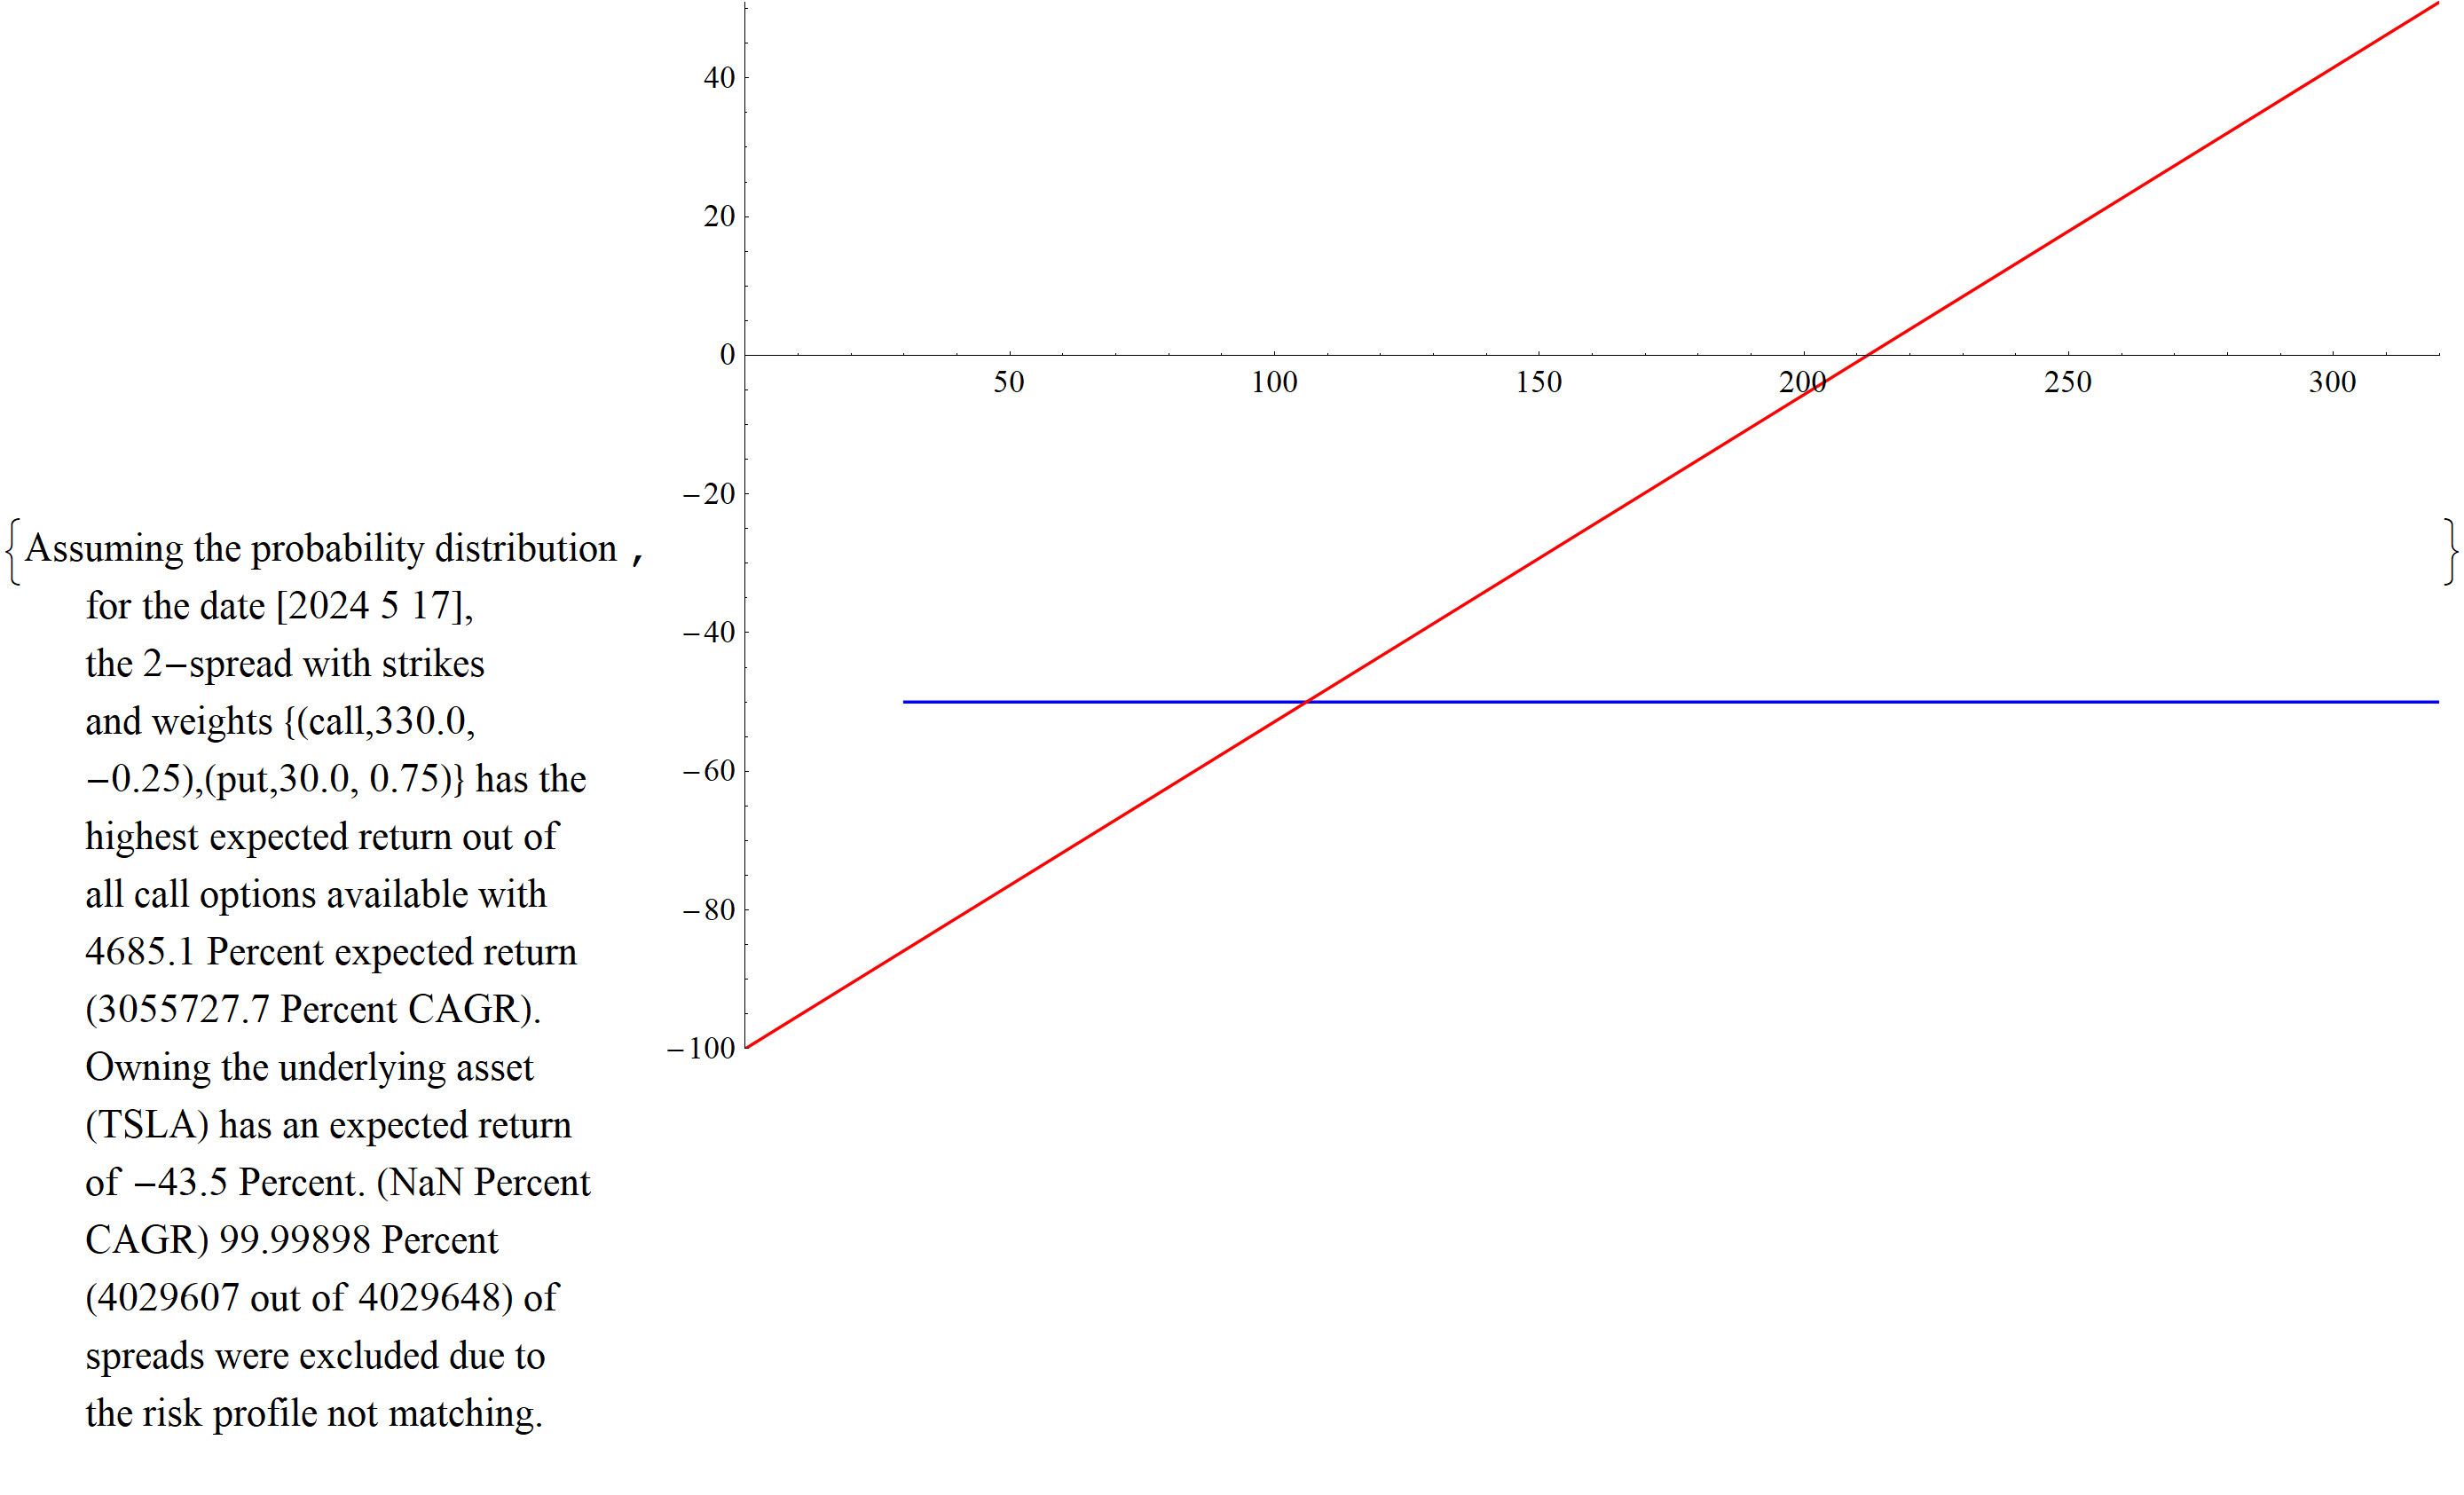 {Assuming the probability distribution ,
for the date [2024 5 17],
the 2−spread with strikes
and weights {(call,330.0,
−0.25),(put,30.0, 0.75)} has the
highest expected return out of
all call options available with
4685.1 Percent expected return
(3055727.7 Percent CAGR).
Owning the underlying asset
(TSLA) has an expected return
of −43.5 Percent. (NaN Percent
CAGR) 99.99898 Percent
(4029607 out of 4029648) of
spreads were excluded due to
the risk profile not matching.
40
20
0
−20
−40
−60
−80
−100
50 100 150 200 250 300
}